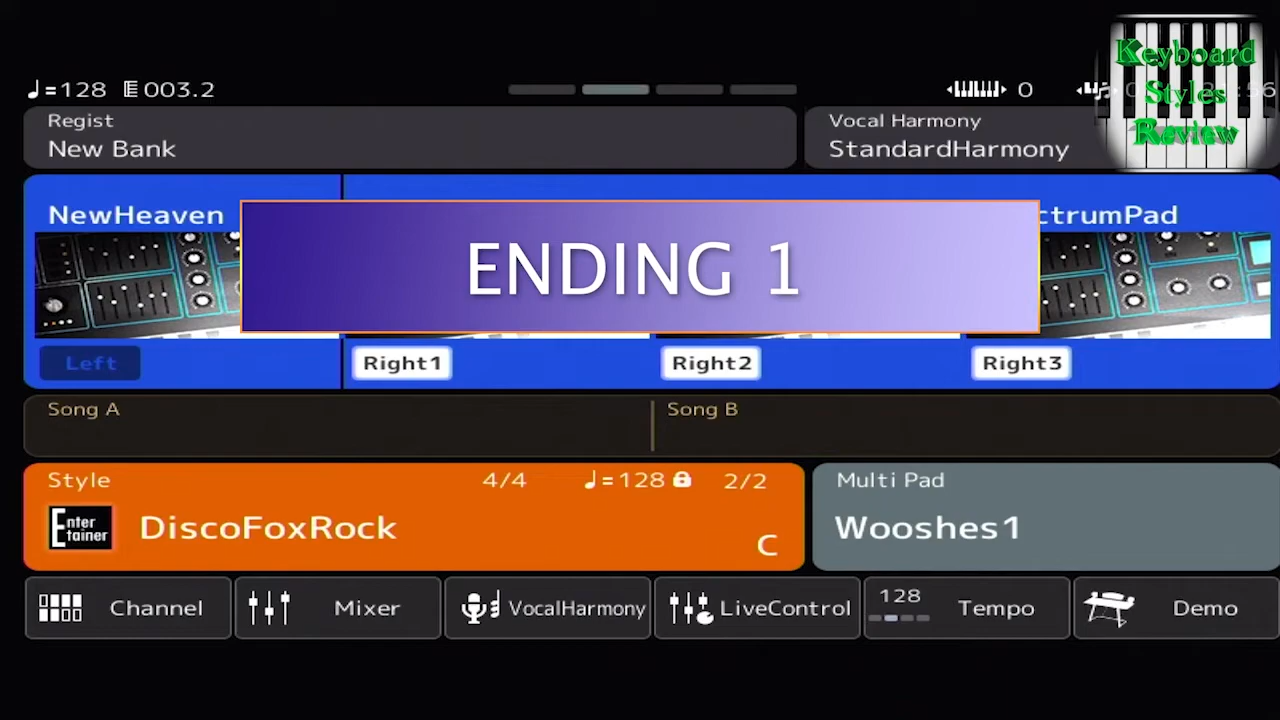 ♩=128 003.2
0
Keyboard
Styles
Review
Regist
New Bank
Vocal Harmony
StandardHarmony
NewHeaven
ctrumPad
ENDING 1
Left
Right1
Right2
Right3
Song A
Song B
Style 4/4 ♩=128 2/2
Enter
tainer
DiscoFoxRock
C
Multi Pad
Wooshes1
Channel
Mixer
VocalHarmony
LiveControl
128
Tempo
Demo